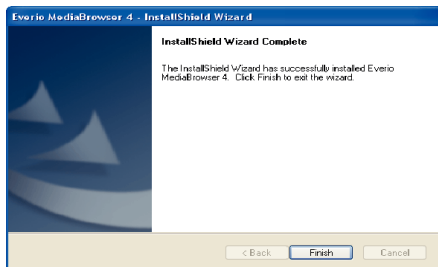 Everio MediaBrowser 4 - InstallShield Wizard
InstallShield Wizard Complete
The InstallShield Wizard has successfully installed Everio
MediaBrowser 4. Click Finish to exit the wizard.
< Back Finish Cancel